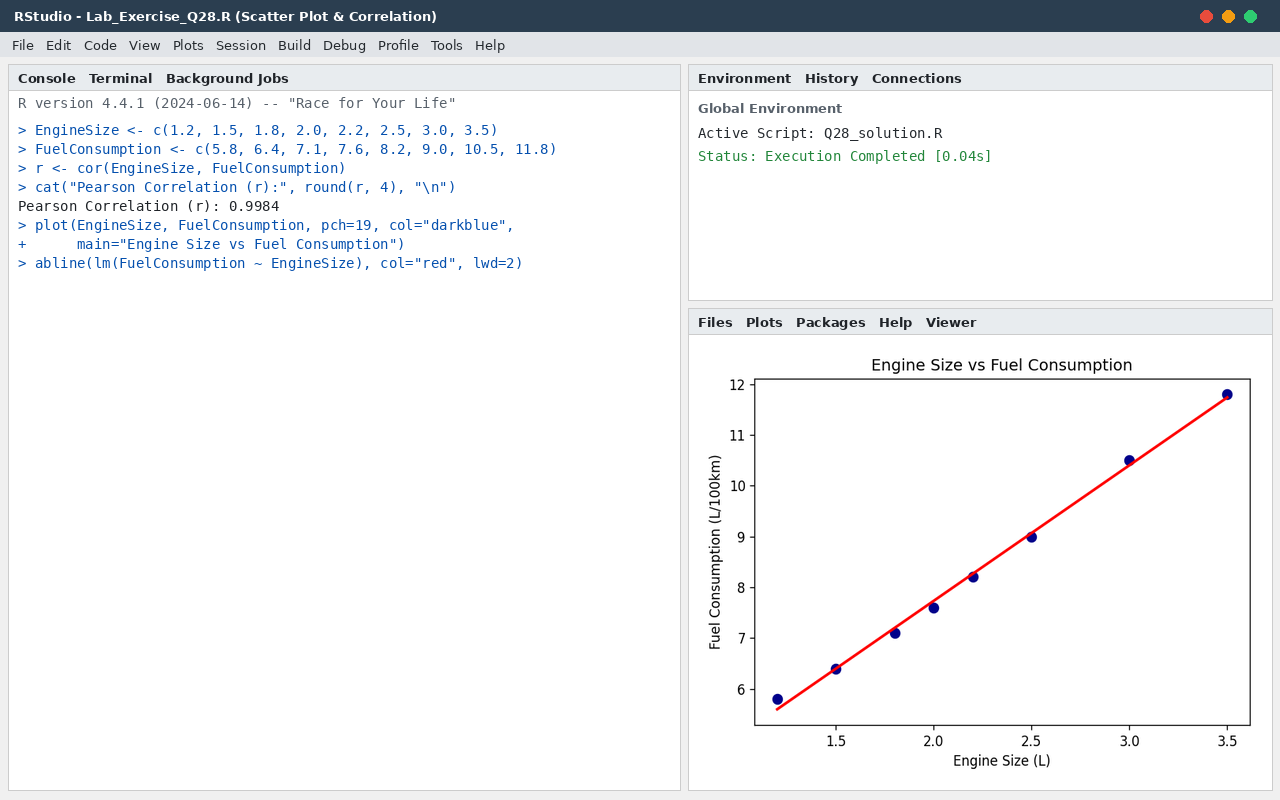 RStudio - Lab_Exercise_Q28.R (Scatter Plot & Correlation)
File Edit Code View Plots Session Build Debug Profile Tools Help
Console Terminal Background Jobs
R version 4.4.1 (2024-06-14) -- "Race for Your Life"
> EngineSize <- c(1.2, 1.5, 1.8, 2.0, 2.2, 2.5, 3.0, 3.5)
> FuelConsumption <- c(5.8, 6.4, 7.1, 7.6, 8.2, 9.0, 10.5, 11.8)
> r <- cor(EngineSize, FuelConsumption)
> cat("Pearson Correlation (r):", round(r, 4), "\n")
Pearson Correlation (r): 0.9984
> plot(EngineSize, FuelConsumption, pch=19, col="darkblue",
+      main="Engine Size vs Fuel Consumption")
> abline(lm(FuelConsumption ~ EngineSize), col="red", lwd=2)
Environment History Connections
Global Environment
Active Script: Q28_solution.R
Status: Execution Completed [0.04s]
Files Plots Packages Help Viewer
Engine Size vs Fuel Consumption
12
11
10
9
8
7
6
Fuel Consumption (L/100km)
1.5 2.0 2.5 3.0 3.5
Engine Size (L)